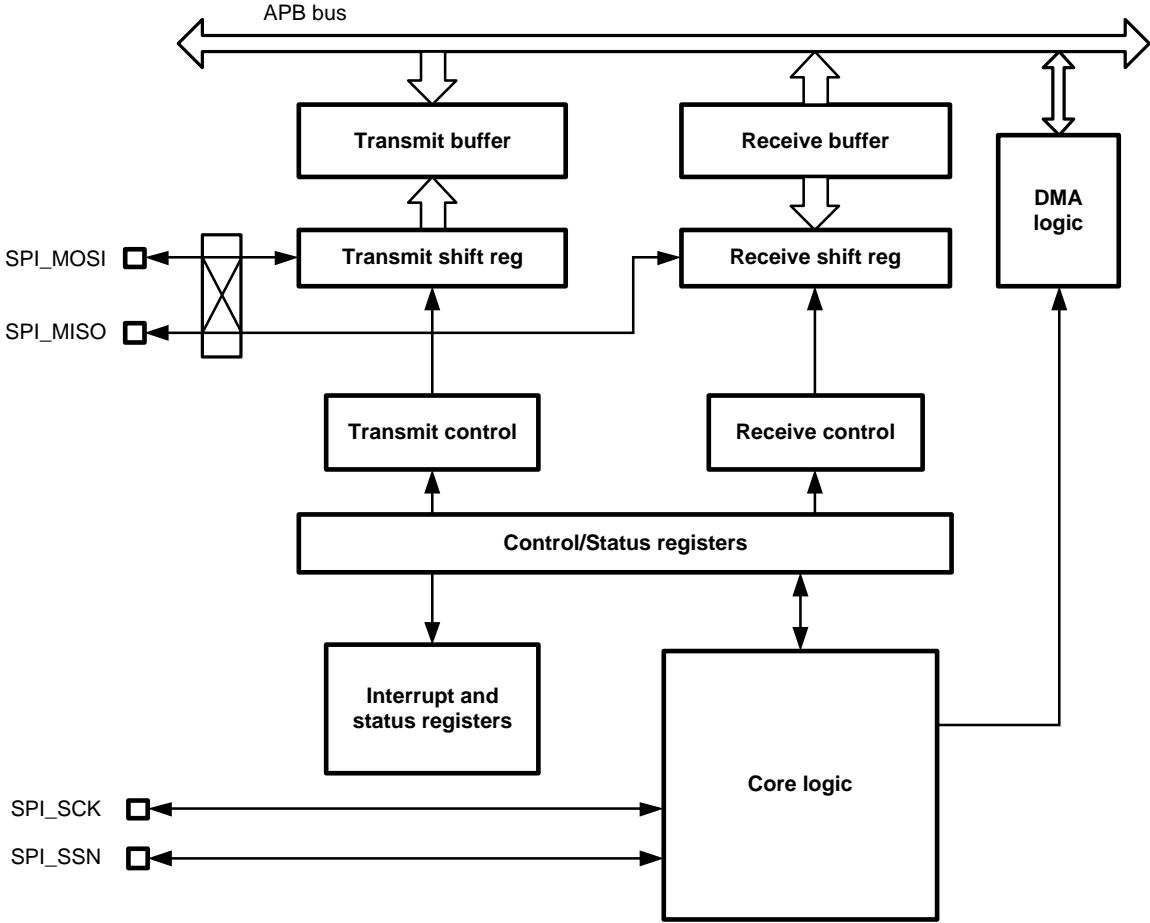 APB bus
Transmit buffer
Receive buffer
DMA
logic
SPI_MOSI
Transmit shift reg
Receive shift reg
SPI_MISO
Transmit control
Receive control
Control/Status registers
Interrupt and
status registers
Core logic
SPI_SCK
SPI_SSN